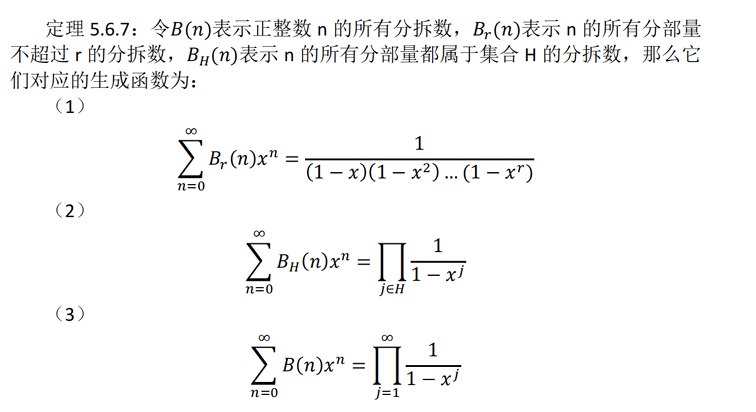 定理 5.6.7：令B(n)表示正整数 n 的所有分拆数，B_r(n)表示 n 的所有分部量
不超过 r 的分拆数，B_H(n)表示 n 的所有分部量都属于集合 H 的分拆数，那么它
们对应的生成函数为：
（1）
\sum_{n=0}^{\infty} B_r(n)x^n = \frac{1}{(1-x)(1-x^2)\dots(1-x^r)}
（2）
\sum_{n=0}^{\infty} B_H(n)x^n = \prod_{j\in H} \frac{1}{1-x^j}
（3）
\sum_{n=0}^{\infty} B(n)x^n = \prod_{j=1}^{\infty} \frac{1}{1-x^j}